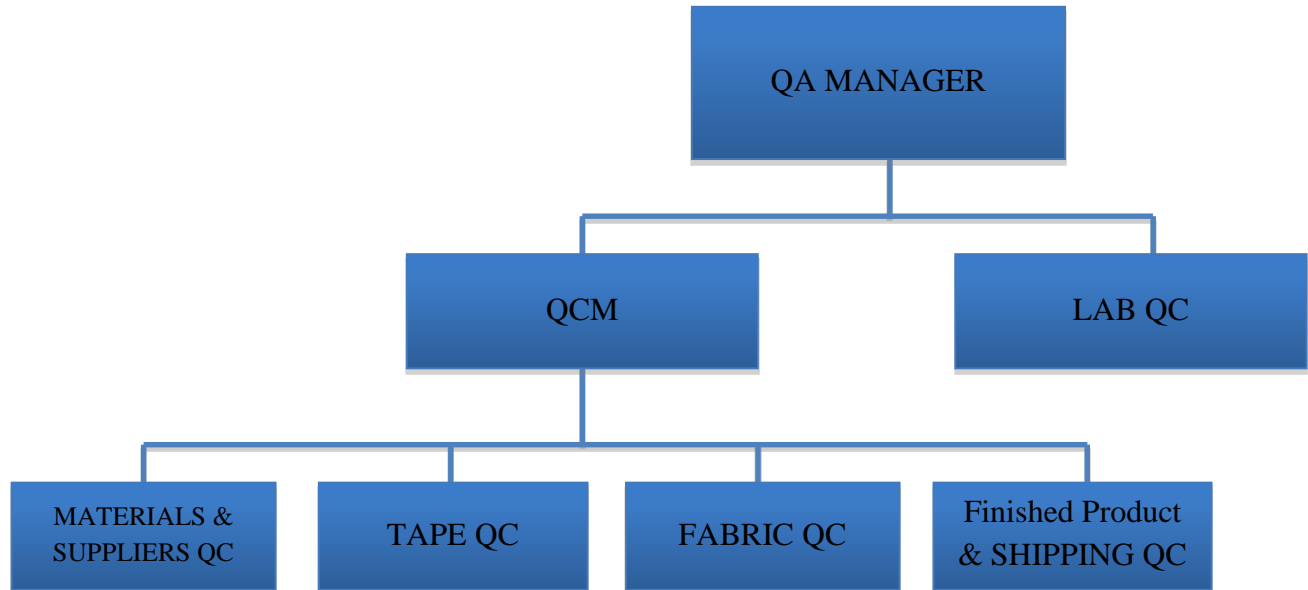 QA MANAGER
QCM
LAB QC
MATERIALS &
SUPPLIERS QC
TAPE QC
FABRIC QC
Finished Product
& SHIPPING QC